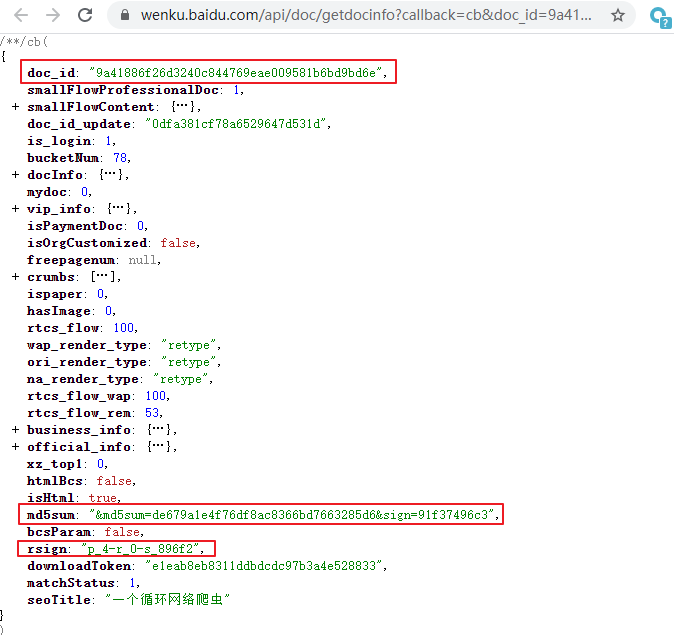 wenku.baidu.com/api/doc/getdocinfo?callback=cb&doc_id=9a41...
/**/cb(
{
doc_id: "9a41886f26d3240c844769eae009581b6bd9bd6e",
smallFlowProfessionalDoc: 1,
+ smallFlowContent: {…},
doc_id_update: "0dfa381cf78a6529647d531d",
is_login: 1,
bucketNum: 78,
+ docInfo: {…},
mydoc: 0,
+ vip_info: {…},
isPaymentDoc: 0,
isOrgCustomized: false,
freepagenum: null,
+ crumbs: […],
ispaper: 0,
hasImage: 0,
rtcs_flow: 100,
wap_render_type: "retype",
ori_render_type: "retype",
na_render_type: "retype",
rtcs_flow_wap: 100,
rtcs_flow_rem: 53,
+ business_info: {…},
+ official_info: {…},
xz_top1: 0,
htmlBcs: false,
isHtml: true,
md5sum: "&md5sum=de679a1e4f76df8ac8366bd7663285d6&sign=91f37496c3",
bcsParam: false,
rsign: "p_4-r_0-s_896f2",
downloadToken: "e1eab8eb8311ddbdcdc97b3a4e528833",
matchStatus: 1,
seoTitle: "一个循环网络爬虫"
}
)